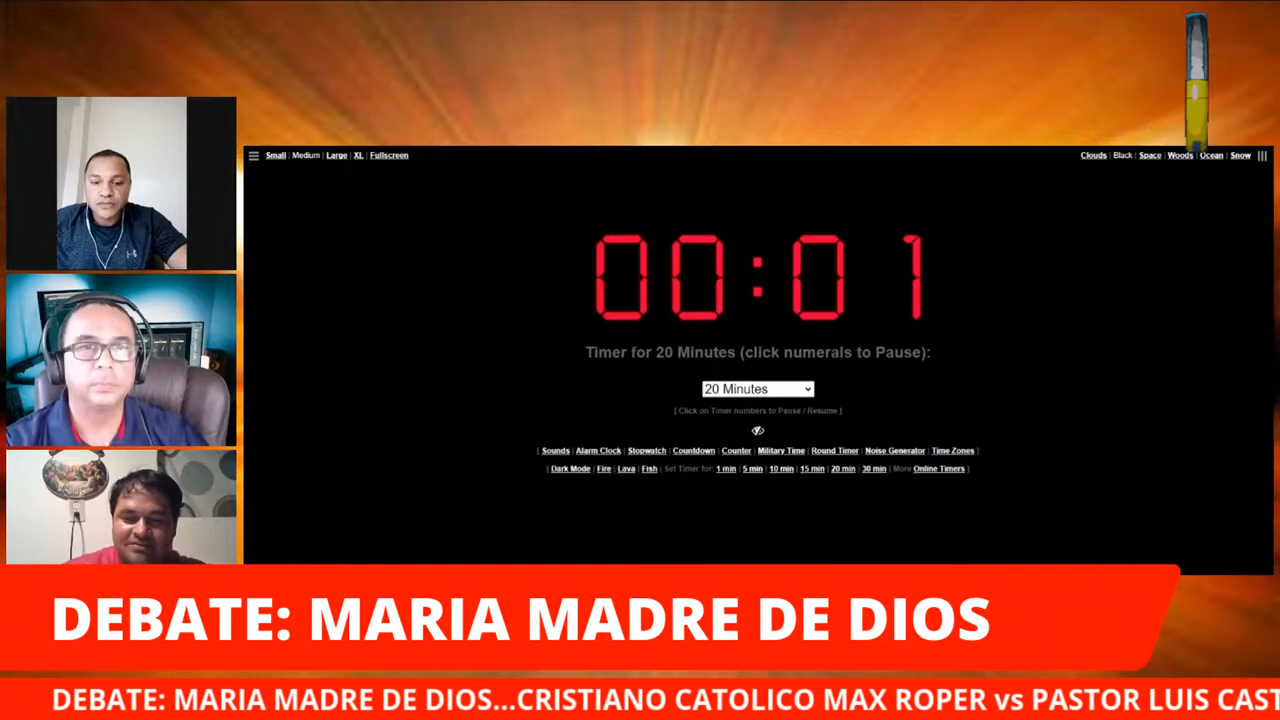 Small | Medium | Large | XL | Fullscreen
Clouds | Black | Space | Woods | Ocean | Snow
00:01
Timer for 20 Minutes (click numerals to Pause):
20 Minutes
[ Click on Timer numbers to Pause / Resume ]
[ Sounds | Alarm Clock | Stopwatch | Countdown | Counter | Military Time | Round Timer | Noise Generator | Time Zones ]
[ Dark Mode | Fire | Lava | Fish | Set Timer for: 1 min | 5 min | 10 min | 15 min | 20 min | 30 min | More Online Timers ]
DEBATE: MARIA MADRE DE DIOS
DEBATE: MARIA MADRE DE DIOS...CRISTIANO CATOLICO MAX ROPER vs PASTOR LUIS CAST